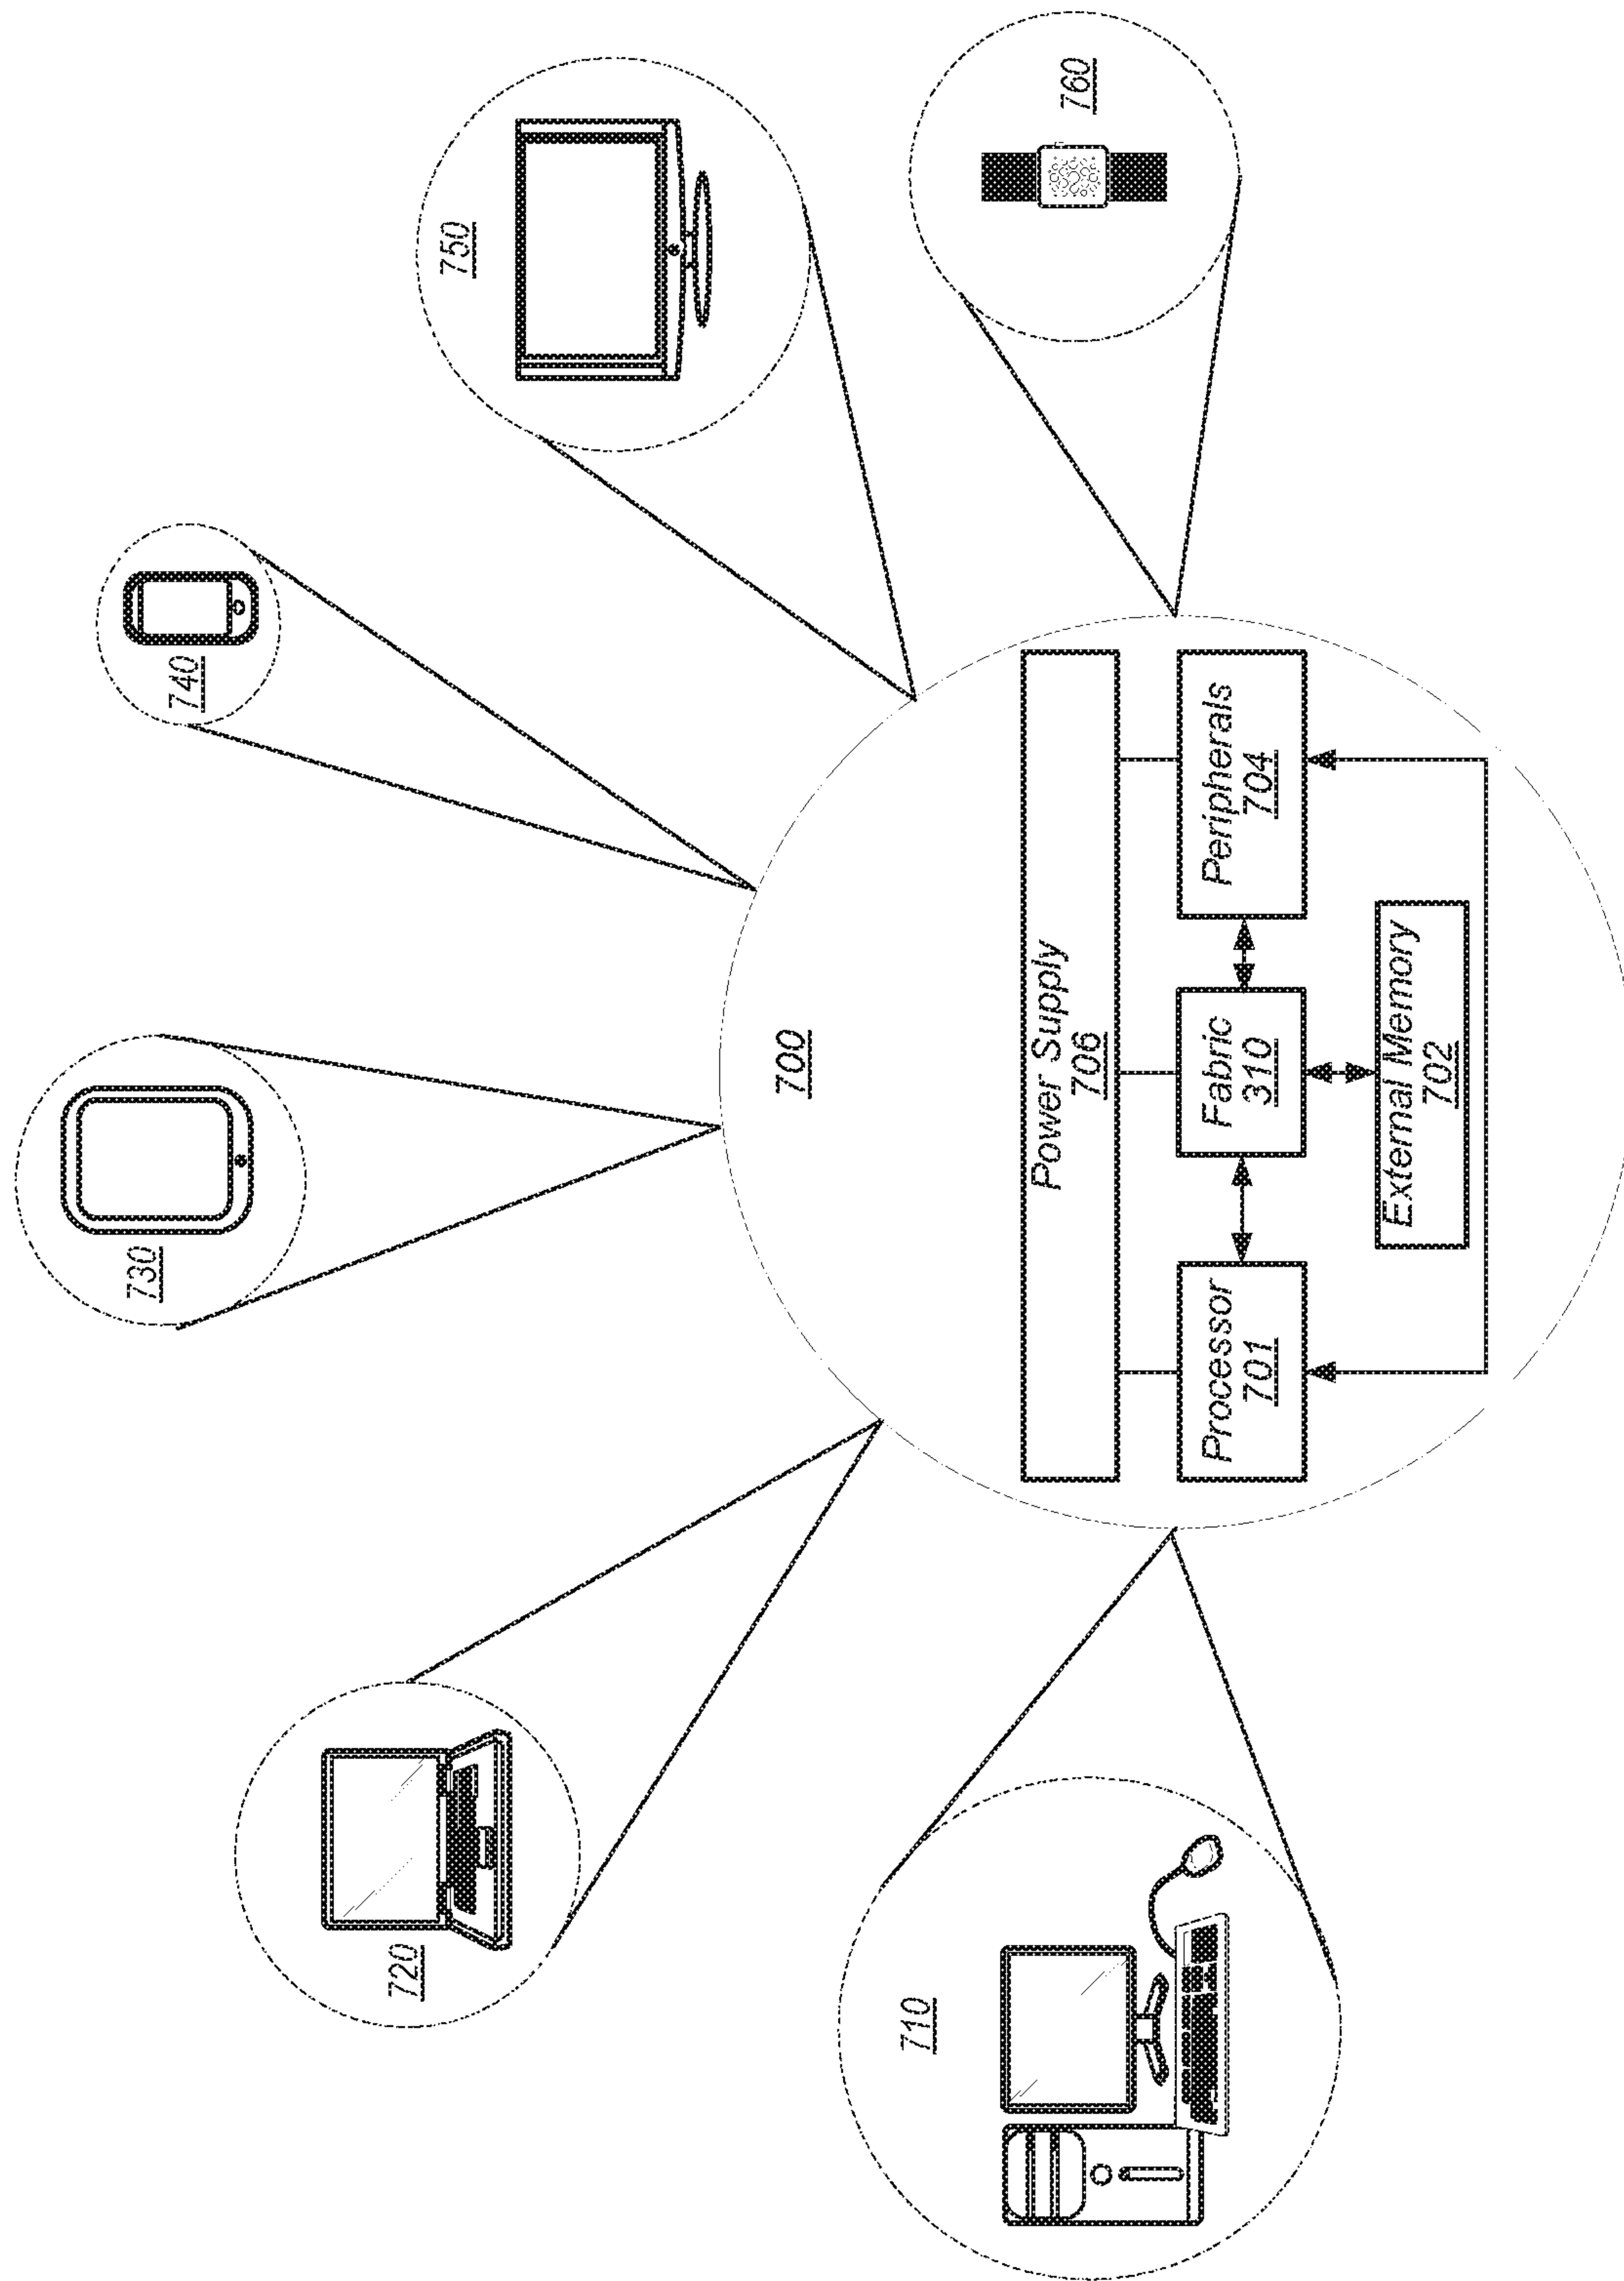 710
720
730
740
750
760
700
Power Supply
706
Processor
701
Fabric
310
Peripherals
704
External Memory
702